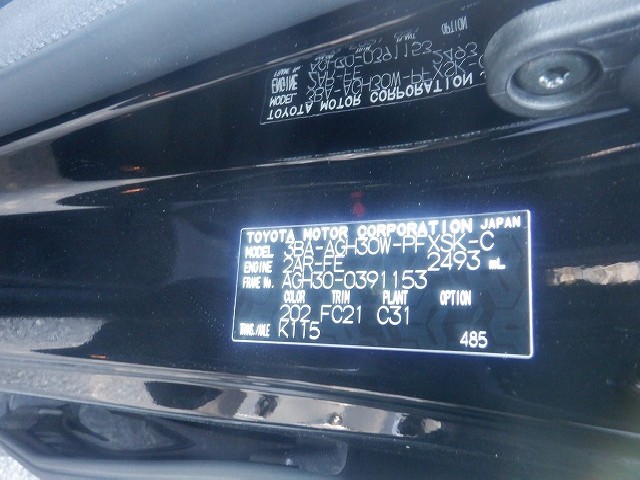 TOYOTA MOTOR CORPORATION JAPAN
MODEL 3BA-AGH30W-PFXSK-C
ENGINE 2AR-FE 2493 mL
FRAME No. AGH30-0391153
COLOR TRIM PLANT OPTION
202 FC21 C31
TRANS./AXLE K1T5
485